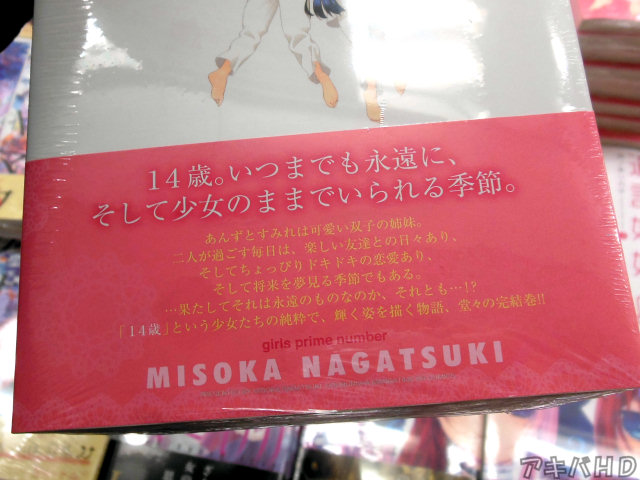 14歳。いつまでも永遠に、
そして少女のままでいられる季節。
あんずとすみれは可愛い双子の姉妹。
二人が過ごす毎日は、楽しい友達との日々あり、
そしてちょっぴりドキドキの恋愛あり、
そして将来を夢見る季節でもある。
…果たしてそれは永遠のものなのか、それとも…!?
「14歳」という少女たちの純粋で、輝く姿を描く物語、堂々の完結巻!!
girls prime number
MISOKA NAGATSUKI
アキバHD